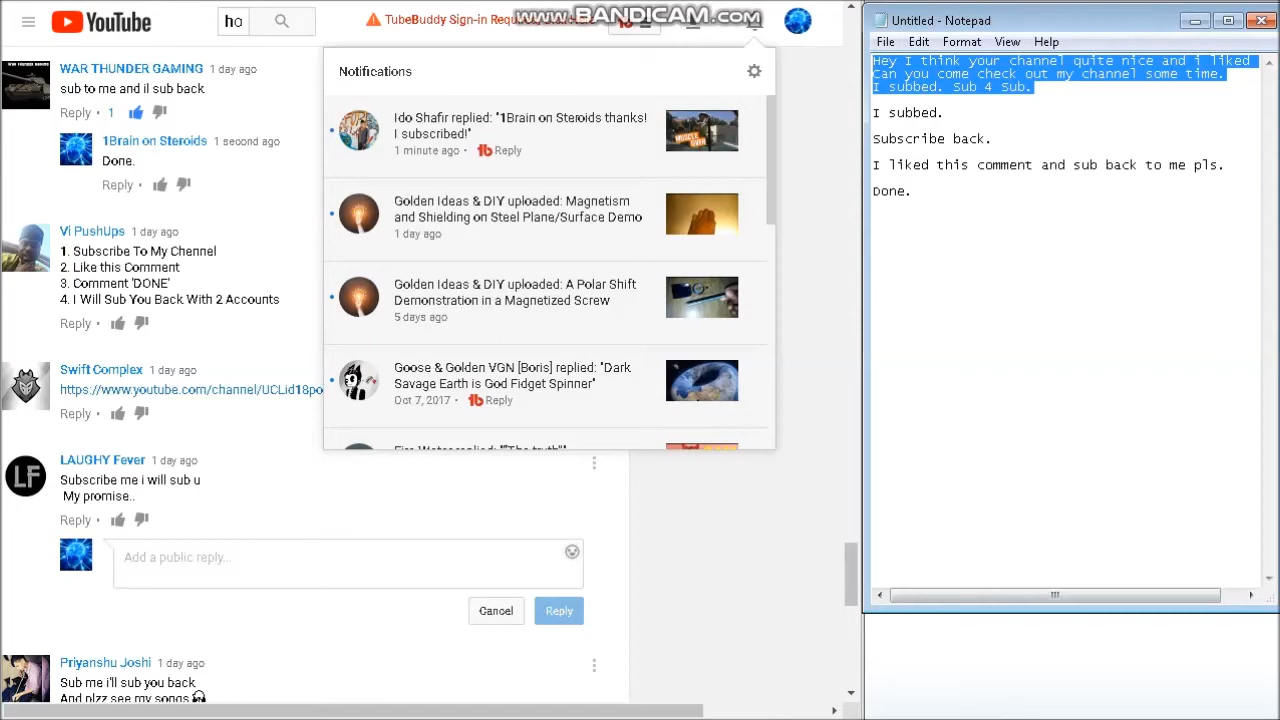 YouTube
ho
TubeBuddy Sign-in Requ
www.BANDICAM.com
WAR THUNDER GAMING 1 day ago
sub to me and il sub back
Reply • 1
1Brain on Steroids 1 second ago
Done.
Reply •
Vi PushUps 1 day ago
1. Subscribe To My Chennel
2. Like this Comment
3. Comment 'DONE'
4. I Will Sub You Back With 2 Accounts
Reply •
Swift Complex 1 day ago
https://www.youtube.com/channel/UCLid18po
Reply •
LAUGHY Fever 1 day ago
Subscribe me i will sub u
My promise..
Reply •
Add a public reply...
Cancel Reply
Priyanshu Joshi 1 day ago
Sub me i'll sub you back
And plzz see my songs
Notifications
Ido Shafir replied: "1Brain on Steroids thanks!
I subscribed!"
1 minute ago • Reply
Golden Ideas & DIY uploaded: Magnetism
and Shielding on Steel Plane/Surface Demo
1 day ago
Golden Ideas & DIY uploaded: A Polar Shift
Demonstration in a Magnetized Screw
5 days ago
Goose & Golden VGN [Boris] replied: "Dark
Savage Earth is God Fidget Spinner"
Oct 7, 2017 • Reply
MUSCLE
OVER
LF
Untitled - Notepad
File Edit Format View Help
Hey I think your channel quite nice and i liked
Can you come check out my channel some time.
I subbed. Sub 4 Sub.
I subbed.
Subscribe back.
I liked this comment and sub back to me pls.
Done.